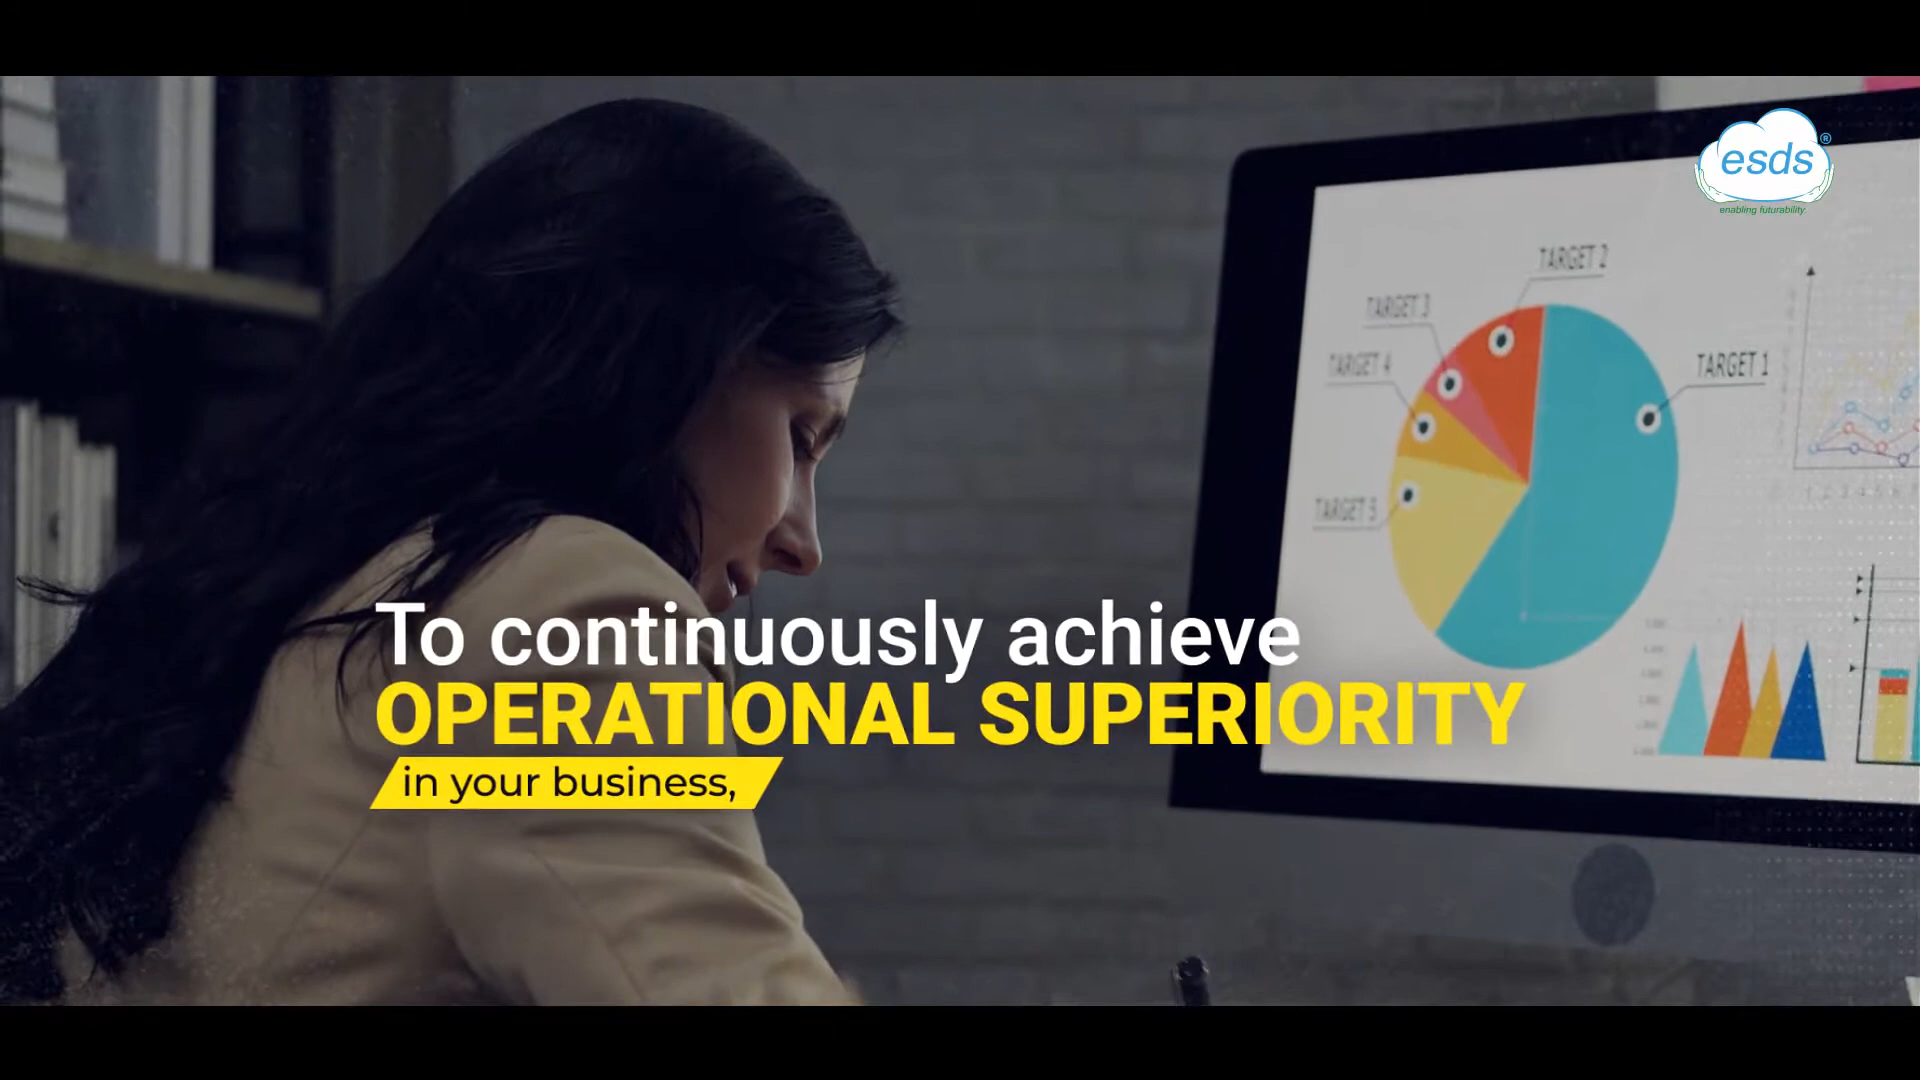 esds®
enabling futurability
TARGET 2
TARGET 3
TARGET 4
TARGET 1
TARGET 5
To continuously achieve
OPERATIONAL SUPERIORITY
in your business,